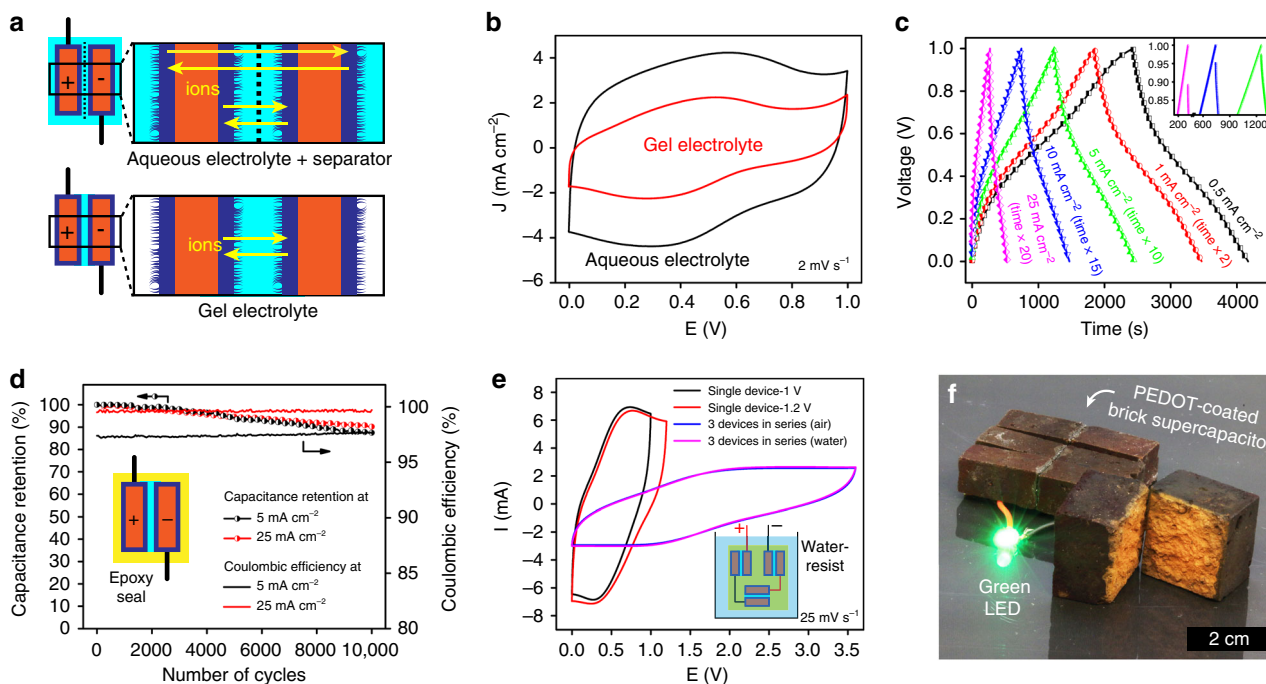 a
+
-
ions
Aqueous electrolyte + separator
+
-
ions
Gel electrolyte
b
J (mA cm⁻²)
6
4
2
0
−2
−4
−6
Gel electrolyte
Aqueous electrolyte
2 mV s⁻¹
0.0 0.2 0.4 0.6 0.8 1.0
E (V)
c
Voltage (V)
1.0
0.8
0.6
0.4
0.2
0.0
25 mA cm⁻²
(time × 20)
10 mA cm⁻² (time × 15)
5 mA cm⁻²
(time × 10)
1 mA cm⁻²
(time × 2)
0.5 mA cm⁻²
1.00
0.95
0.90
0.85
200 600 1200
0 1000 2000 3000 4000
Time (s)
d
Capacitance retention (%)
100
90
80
70
60
50
40
30
20
10
0
Coulombic efficiency (%)
100
95
90
85
80
+
−
Epoxy
seal
Capacitance retention at
5 mA cm⁻²
25 mA cm⁻²
Coulombic efficiency at
5 mA cm⁻²
25 mA cm⁻²
0 2000 4000 6000 8000 10,000
Number of cycles
e
I (mA)
8
6
4
2
0
−2
−4
−6
−8
Single device-1 V
Single device-1.2 V
3 devices in series (air)
3 devices in series (water)
+
−
Water-
resist
25 mV s⁻¹
0.0 0.5 1.0 1.5 2.0 2.5 3.0 3.5
E (V)
f
PEDOT-coated
brick supercapacito
Green
LED
2 cm